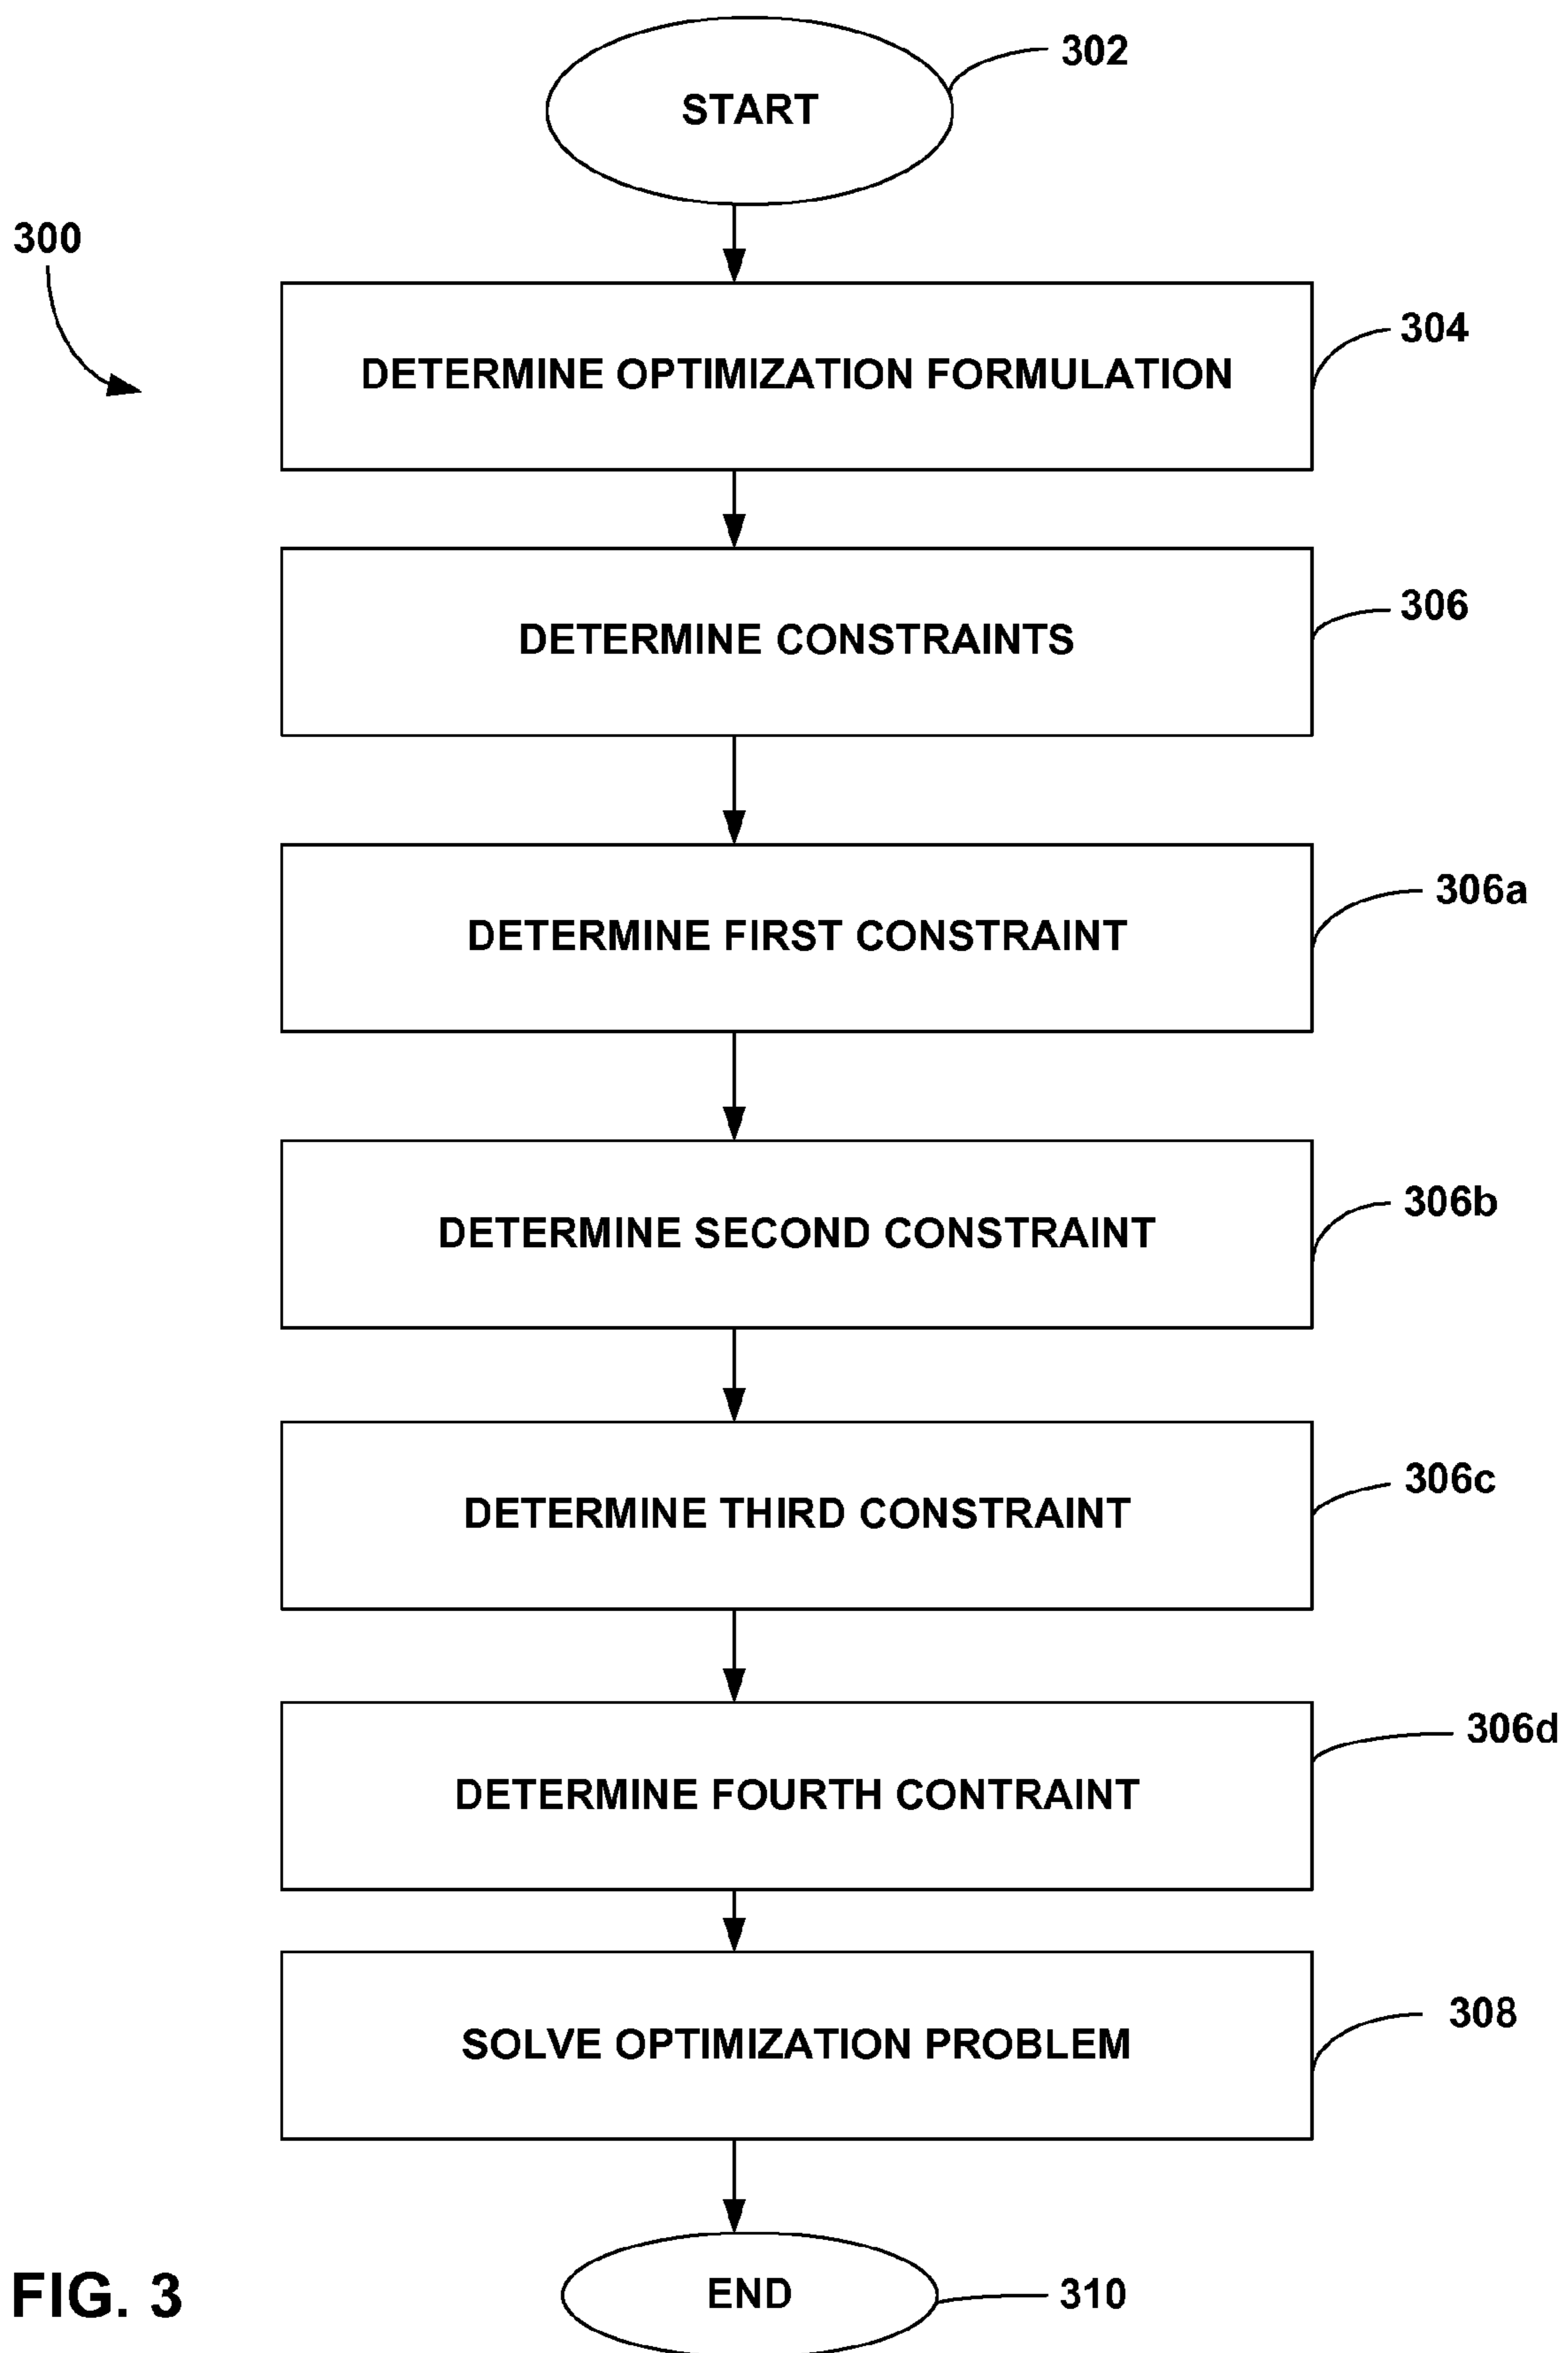 302
START
300
304
DETERMINE OPTIMIZATION FORMULATION
306
DETERMINE CONSTRAINTS
306a
DETERMINE FIRST CONSTRAINT
306b
DETERMINE SECOND CONSTRAINT
306c
DETERMINE THIRD CONSTRAINT
306d
DETERMINE FOURTH CONTRAINT
308
SOLVE OPTIMIZATION PROBLEM
END
310
FIG. 3